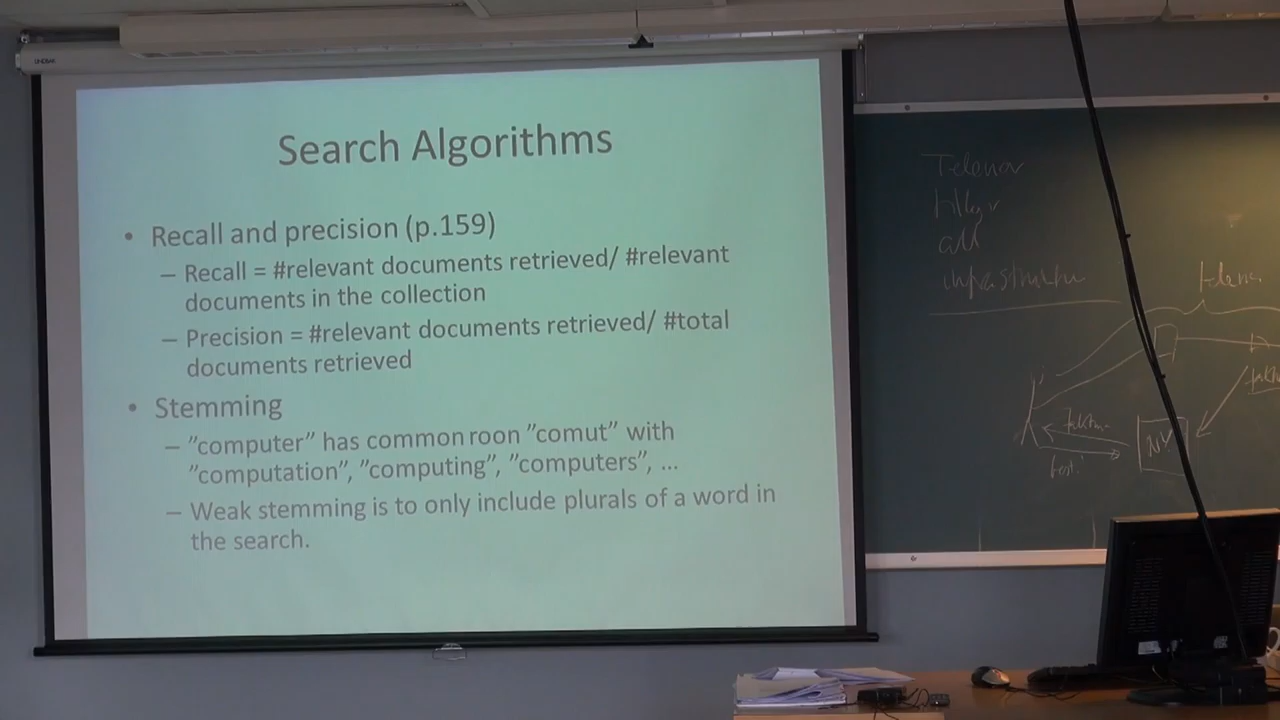 Search Algorithms
• Recall and precision (p.159)
– Recall = #relevant documents retrieved/ #relevant
documents in the collection
– Precision = #relevant documents retrieved/ #total
documents retrieved
• Stemming
– ”computer” has common roon ”comut” with
”computation”, ”computing”, ”computers”, ...
– Weak stemming is to only include plurals of a word in
the search.
Telenor
all